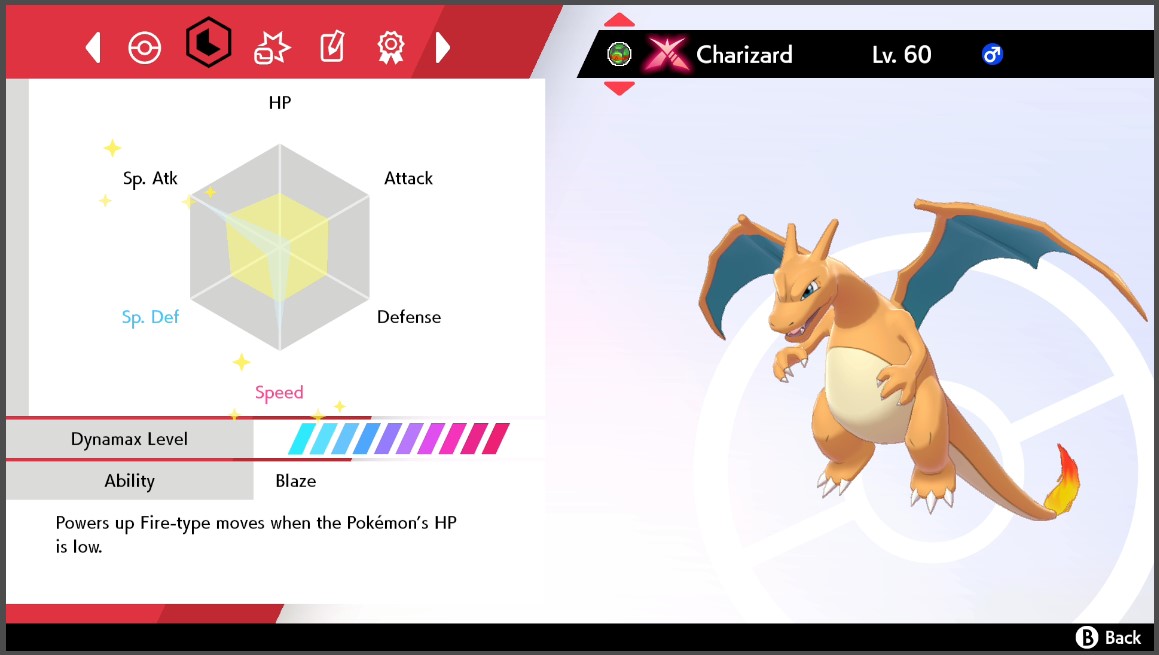 Charizard Lv. 60
HP
Sp. Atk
Attack
Sp. Def
Defense
Speed
Dynamax Level
Ability Blaze
Powers up Fire-type moves when the Pokémon's HP
is low.
B Back